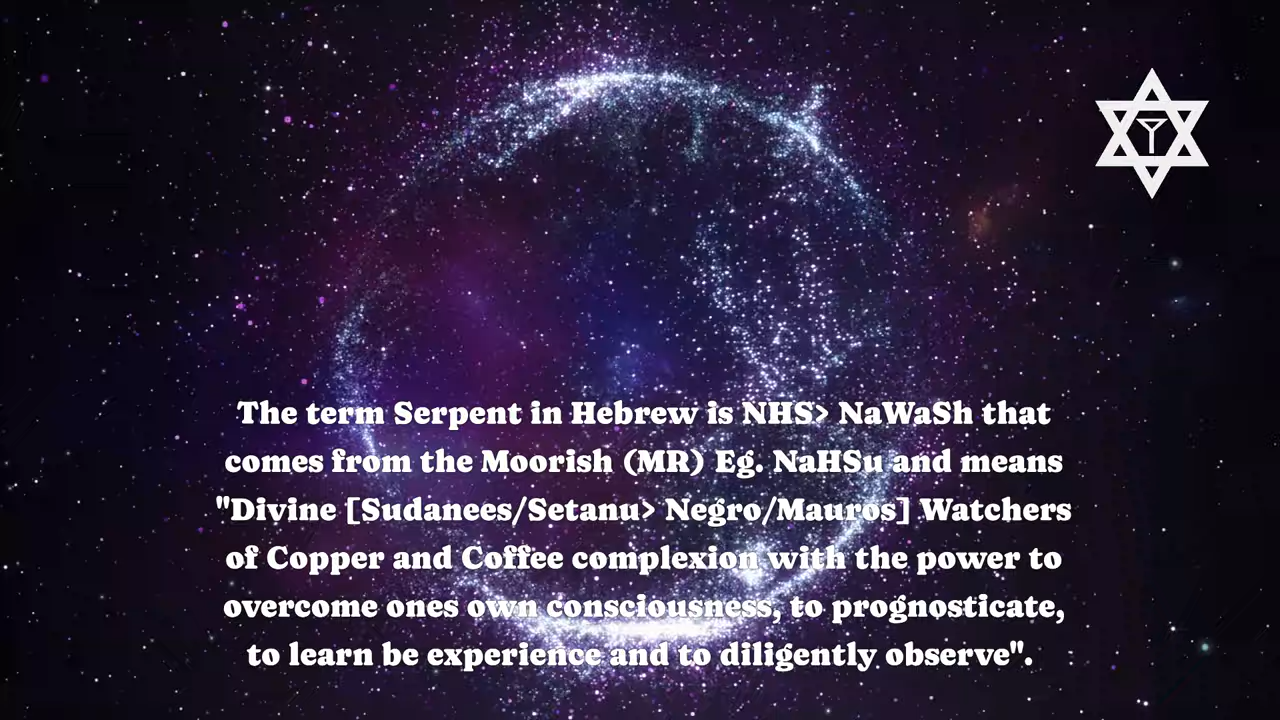 The term Serpent in Hebrew is NHS> NaWaSh that
comes from the Moorish (MR) Eg. NaHSu and means
"Divine [Sudanees/Setanu> Negro/Mauros] Watchers
of Copper and Coffee complexion with the power to
overcome ones own consciousness, to prognosticate,
to learn be experience and to diligently observe".